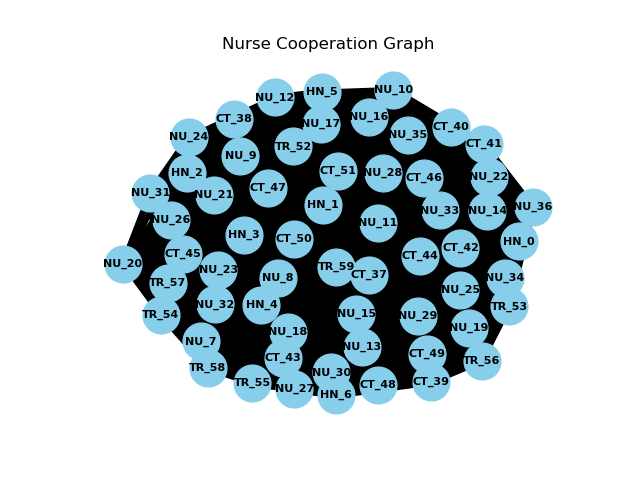 Nurse Cooperation Graph
NU_10
HN_5
NU_12
NU_16
CT_38
NU_17
CT_40
NU_35
NU_24
CT_41
TR_52
NU_9
CT_51
HN_2
NU_28
NU_22
CT_46
CT_47
NU_31
NU_21
HN_1
NU_36
NU_33
NU_14
NU_26
NU_11
HN_3
CT_50
HN_0
CT_42
CT_45
CT_44
NU_20
TR_59
NU_23
CT_37
NU_8
NU_34
TR_57
NU_25
NU_32
HN_4
TR_53
TR_54
NU_15
NU_29
NU_19
NU_18
NU_7
NU_13
CT_49
CT_43
TR_56
TR_58
NU_30
TR_55
CT_39
CT_48
NU_27
HN_6